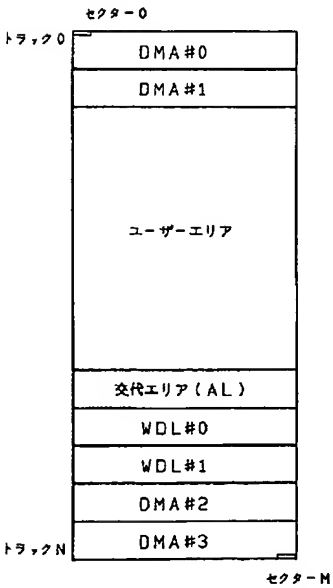 セクター0
トラック0
DMA#0
DMA#1
ユーザーエリア
交代エリア(AL)
WDL#0
WDL#1
DMA#2
DMA#3
トラックN
セクターM